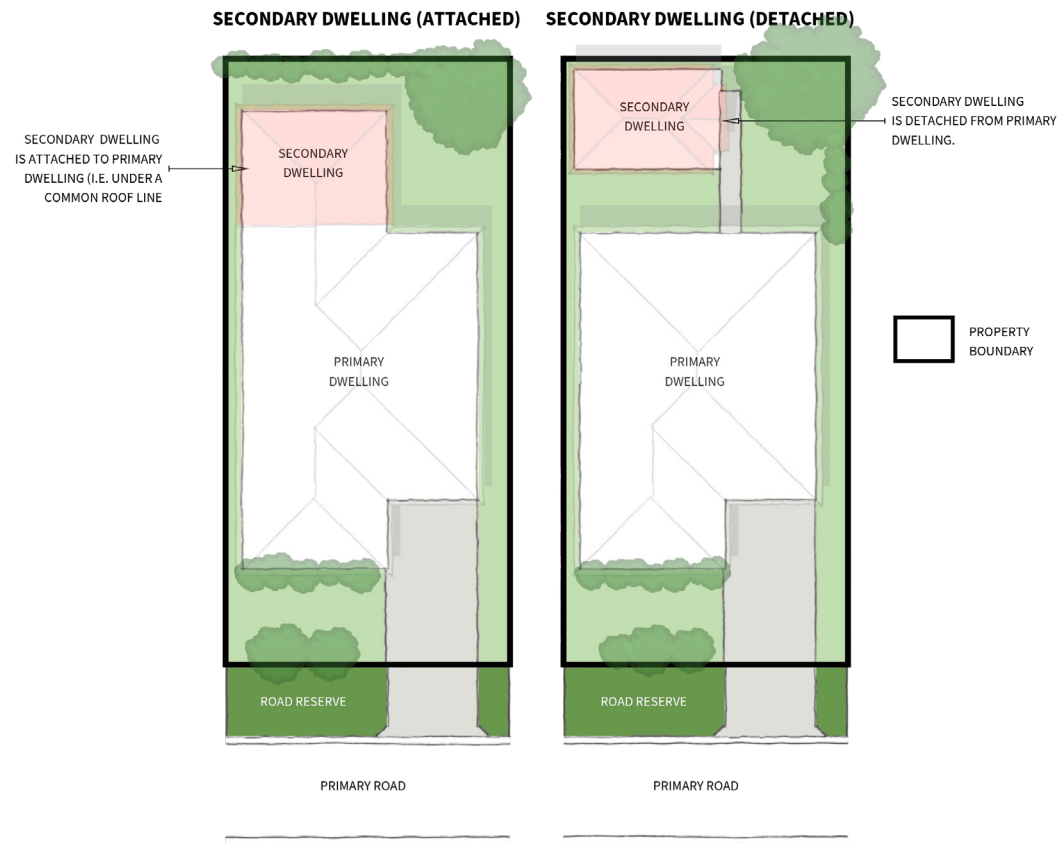 SECONDARY DWELLING (ATTACHED)
SECONDARY DWELLING (DETACHED)
SECONDARY DWELLING
IS ATTACHED TO PRIMARY
DWELLING (I.E. UNDER A
COMMON ROOF LINE
SECONDARY
DWELLING
SECONDARY
DWELLING
SECONDARY DWELLING
IS DETACHED FROM PRIMARY
DWELLING.
PRIMARY
DWELLING
PRIMARY
DWELLING
PROPERTY
BOUNDARY
ROAD RESERVE
ROAD RESERVE
PRIMARY ROAD
PRIMARY ROAD